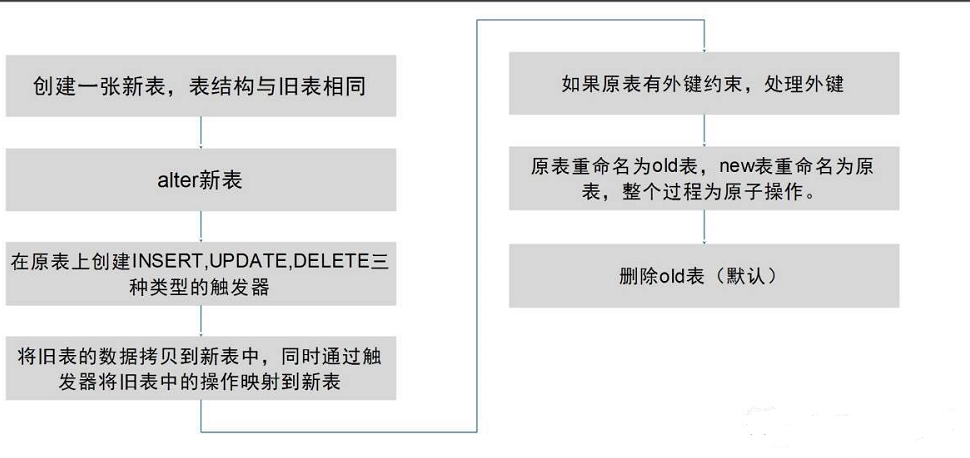 创建一张新表，表结构与旧表相同
alter新表
在原表上创建INSERT,UPDATE,DELETE三
种类型的触发器
将旧表的数据拷贝到新表中，同时通过触
发器将旧表中的操作映射到新表
如果原表有外键约束，处理外键
原表重命名为old表，new表重命名为原
表，整个过程为原子操作。
删除old表（默认）